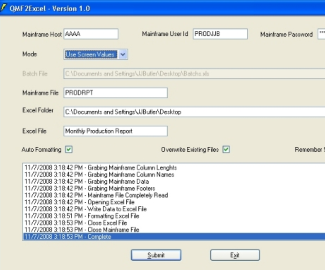 QMF2Excel - Version 1.0
Mainframe Host AAAA Mainframe User Id PRODJJB Mainframe Password ***
Mode Use Screen Values
Batch File C:\Documents and Settings\JJButler\Desktop\Batchs.xls
Mainframe File PRODRPT
Excel Folder C:\Documents and Settings\JJButler\Desktop
Excel File Monthly Production Report
Auto Formatting Overwrite Existing Files Remember S
11/7/2008 3:18:42 PM - Grabing Mainframe Column Lenghts
11/7/2008 3:18:42 PM - Grabing Mainframe Column Names
11/7/2008 3:18:42 PM - Grabing Mainframe Data
11/7/2008 3:18:42 PM - Grabing Mainframe Footers
11/7/2008 3:18:42 PM - Mainframe File Completely Read
11/7/2008 3:18:42 PM - Opening Excel File
11/7/2008 3:18:42 PM - Write Data to Excel File
11/7/2008 3:18:51 PM - Formatting Excel File
11/7/2008 3:18:53 PM - Close Excel File
11/7/2008 3:18:53 PM - Close Mainframe File
11/7/2008 3:18:53 PM - Complete
Submit Exit